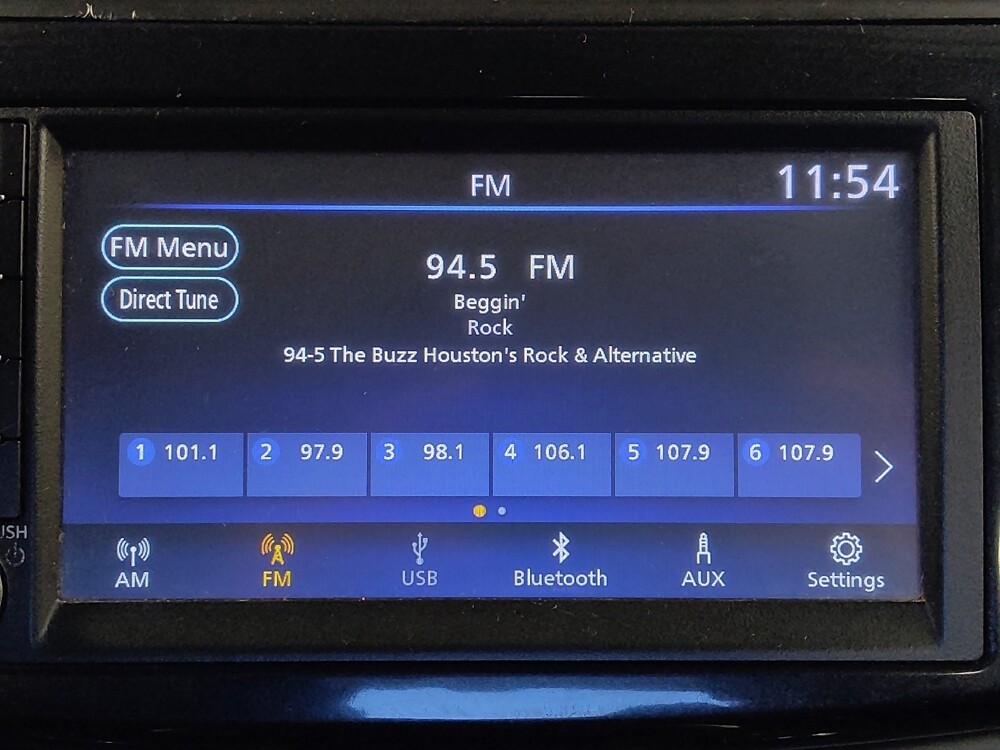 FM 11:54
FM Menu
94.5 FM
Direct Tune
Beggin'
Rock
94-5 The Buzz Houston's Rock & Alternative
1 101.1 2 97.9 3 98.1 4 106.1 5 107.9 6 107.9
AM FM USB Bluetooth AUX Settings